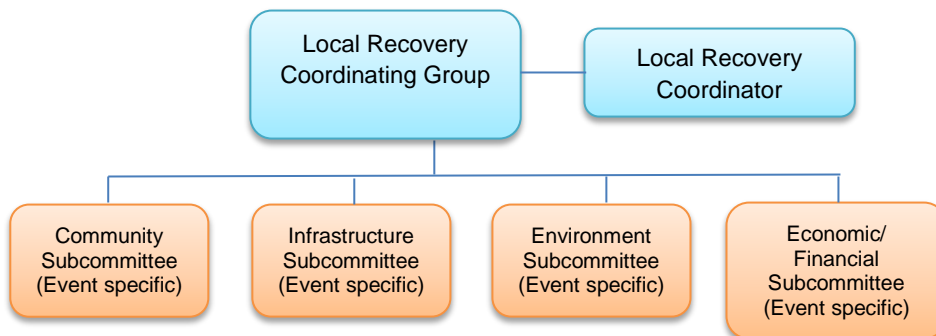 Local Recovery
Coordinating Group
Local Recovery
Coordinator
Community
Subcommittee
(Event specific)
Infrastructure
Subcommittee
(Event specific)
Environment
Subcommittee
(Event specific)
Economic/
Financial
Subcommittee
(Event specific)